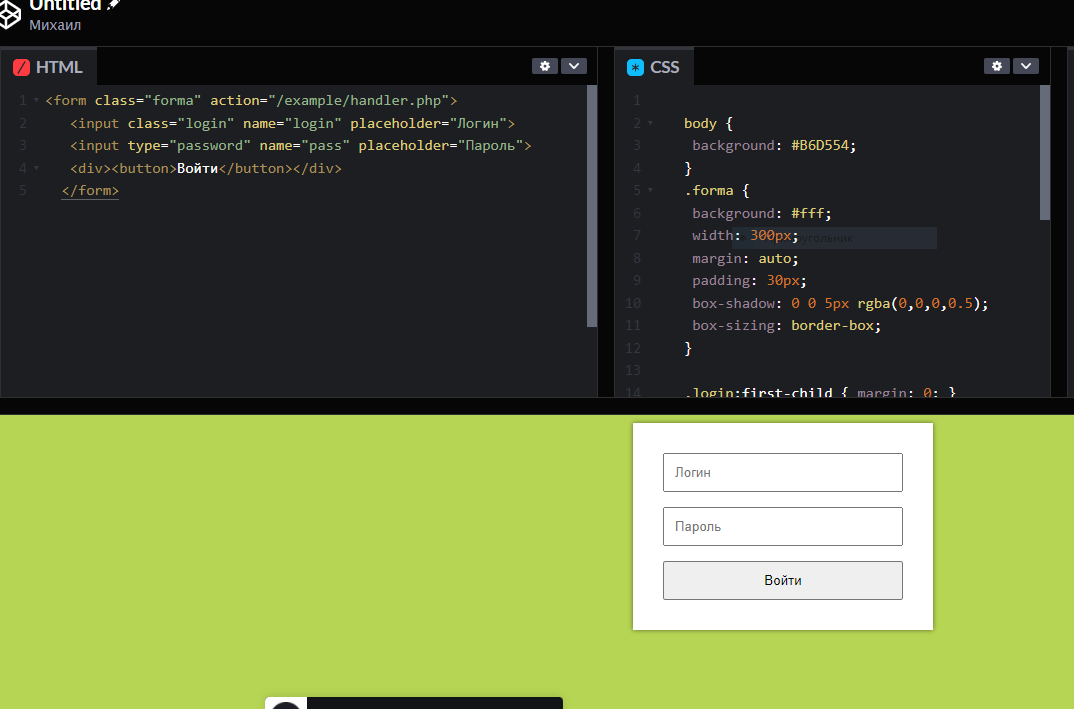 Untitled
Михаил
HTML
1 <form class="forma" action="/example/handler.php">
2 <input class="login" name="login" placeholder="Логин">
3 <input type="password" name="pass" placeholder="Пароль">
4 <div><button>Войти</button></div>
5 </form>
CSS
1
2 body {
3 background: #B6D554;
4 }
5 .forma {
6 background: #fff;
7 width: 300px;
8 margin: auto;
9 padding: 30px;
10 box-shadow: 0 0 5px rgba(0,0,0,0.5);
11 box-sizing: border-box;
12 }
13
14 .login:first-child { margin: 0; }
Логин
Пароль
Войти